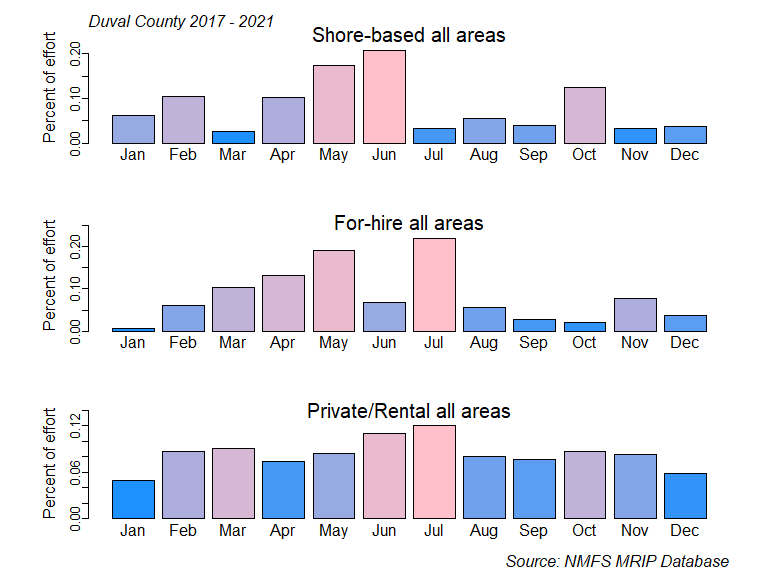 Duval County 2017 - 2021
Shore-based all areas
Percent of effort
0.20
0.10
0.00
Jan Feb Mar Apr May Jun Jul Aug Sep Oct Nov Dec
For-hire all areas
Percent of effort
0.20
0.10
0.00
Jan Feb Mar Apr May Jun Jul Aug Sep Oct Nov Dec
Private/Rental all areas
Percent of effort
0.12
0.06
0.00
Jan Feb Mar Apr May Jun Jul Aug Sep Oct Nov Dec
Source: NMFS MRIP Database